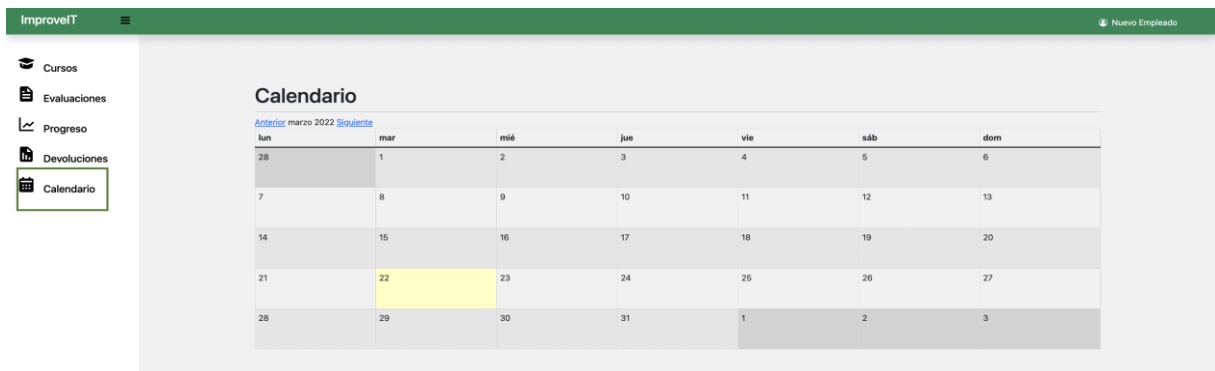 ImproveIT
Nuevo Empleado
Cursos
Evaluaciones
Progreso
Devoluciones
Calendario
Calendario
Anterior marzo 2022 Siguiente
lun mar mié jue vie sáb dom
28 1 2 3 4 5 6
7 8 9 10 11 12 13
14 15 16 17 18 19 20
21 22 23 24 25 26 27
28 29 30 31 1 2 3